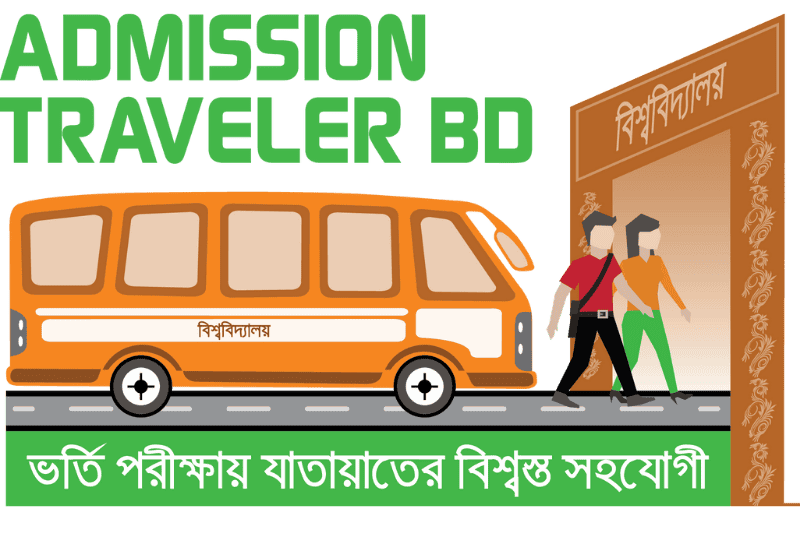 ADMISSION
TRAVELER BD
বিশ্ববিদ্যালয়
বিশ্ববিদ্যালয়
ভর্তি পরীক্ষায় যাতায়াতের বিশ্বস্ত সহযোগী